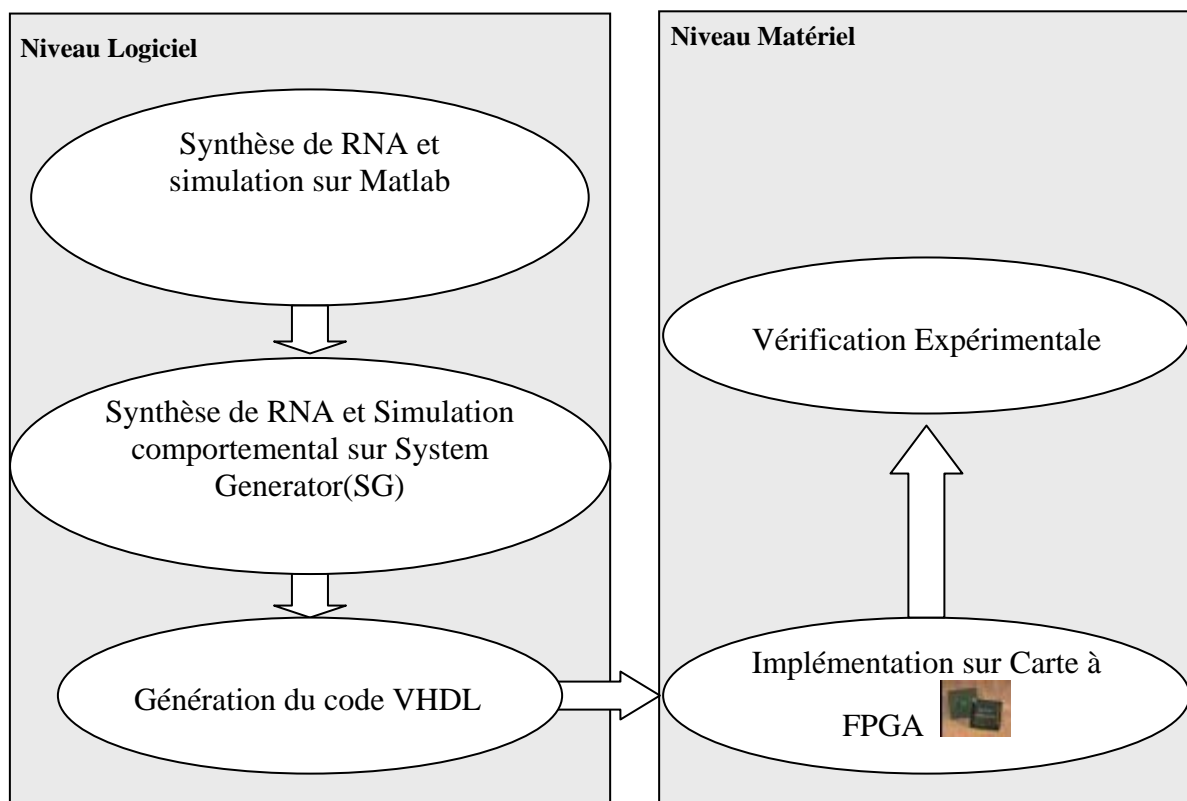 Niveau Logiciel
Synthèse de RNA et
simulation sur Matlab
Synthèse de RNA et Simulation
comportemental sur System
Generator(SG)
Génération du code VHDL
Niveau Matériel
Vérification Expérimentale
Implémentation sur Carte à
FPGA